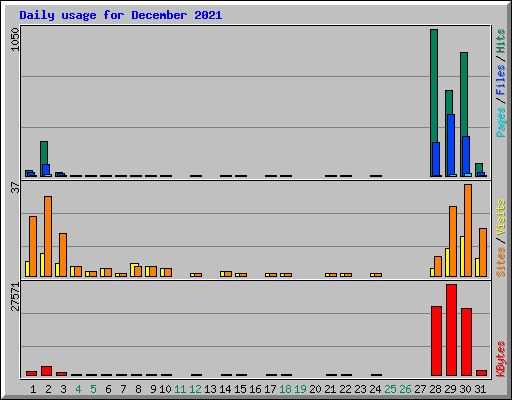 Daily usage for December 2021
1050
Pages / Files / Hits
37
Sites / Visits
27571
KBytes
1 2 3 4 5 6 7 8 9 10 11 12 13 14 15 16 17 18 19 20 21 22 23 24 25 26 27 28 29 30 31